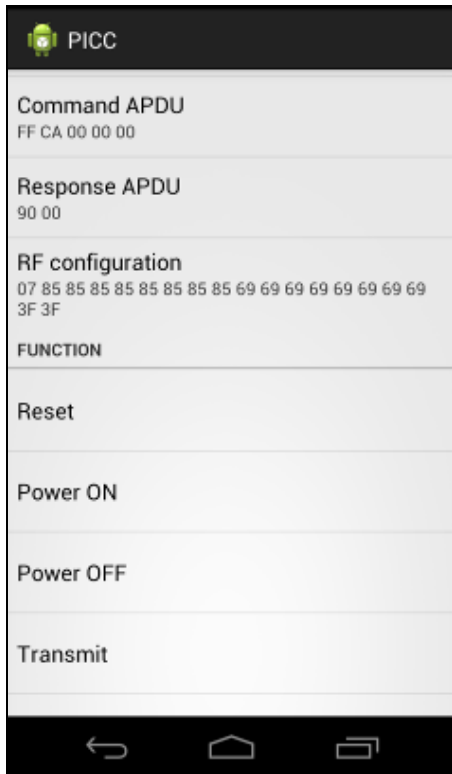 PICC
Command APDU
FF CA 00 00 00
Response APDU
90 00
RF configuration
07 85 85 85 85 85 85 85 85 69 69 69 69 69 69 69 69
3F 3F
FUNCTION
Reset
Power ON
Power OFF
Transmit